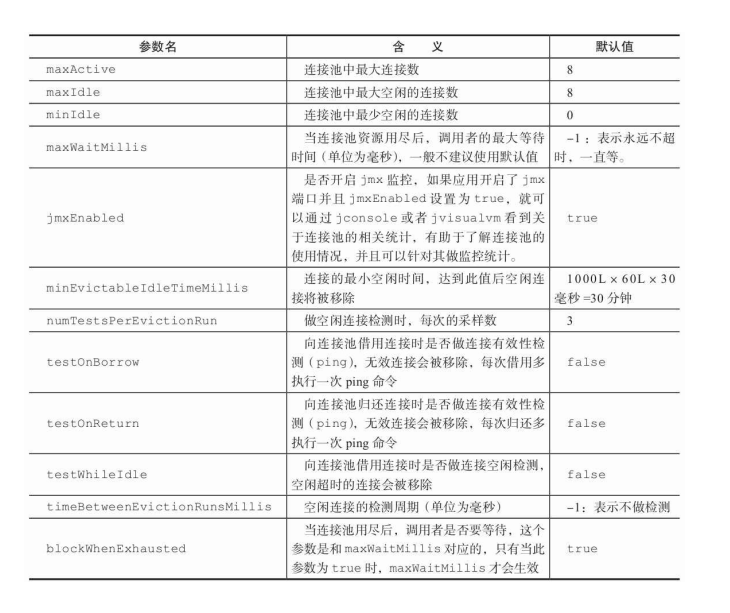 参数名 含 义 默认值
maxActive 连接池中最大连接数 8
maxIdle 连接池中最大空闲的连接数 8
minIdle 连接池中最少空闲的连接数 0
maxWaitMillis
当连接池资源用尽后，调用者的最大等待
时间（单位为毫秒），一般不建议使用默认值
-1：表示永远不超
时，一直等。
jmxEnabled
是否开启 jmx 监控，如果应用开启了 jmx
端口并且 jmxEnabled 设置为 true，就可
以通过 jconsole 或者 jvisualvm 看到关
于连接池的相关统计，有助于了解连接池的
使用情况，并且可以针对其做监控统计。
true
minEvictableIdleTimeMillis
连接的最小空闲时间，达到此值后空闲连
接将被移除
1000L × 60L × 30
毫秒 =30 分钟
numTestsPerEvictionRun 做空闲连接检测时，每次的采样数 3
testOnBorrow
向连接池借用连接时是否做连接有效性检
测（ping），无效连接会被移除，每次借用多
执行一次 ping 命令
false
testOnReturn
向连接池归还连接时是否做连接有效性检
测（ping），无效连接会被移除，每次归还多
执行一次 ping 命令
false
testWhileIdle
向连接池借用连接时是否做连接空闲检测，
空闲超时的连接会被移除
false
timeBetweenEvictionRunsMillis 空闲连接的检测周期（单位为毫秒） -1：表示不做检测
blockWhenExhausted
当连接池用尽后，调用者是否要等待，这个
参数是和 maxWaitMillis 对应的，只有当此
参数为 true 时，maxWaitMillis 才会生效
true